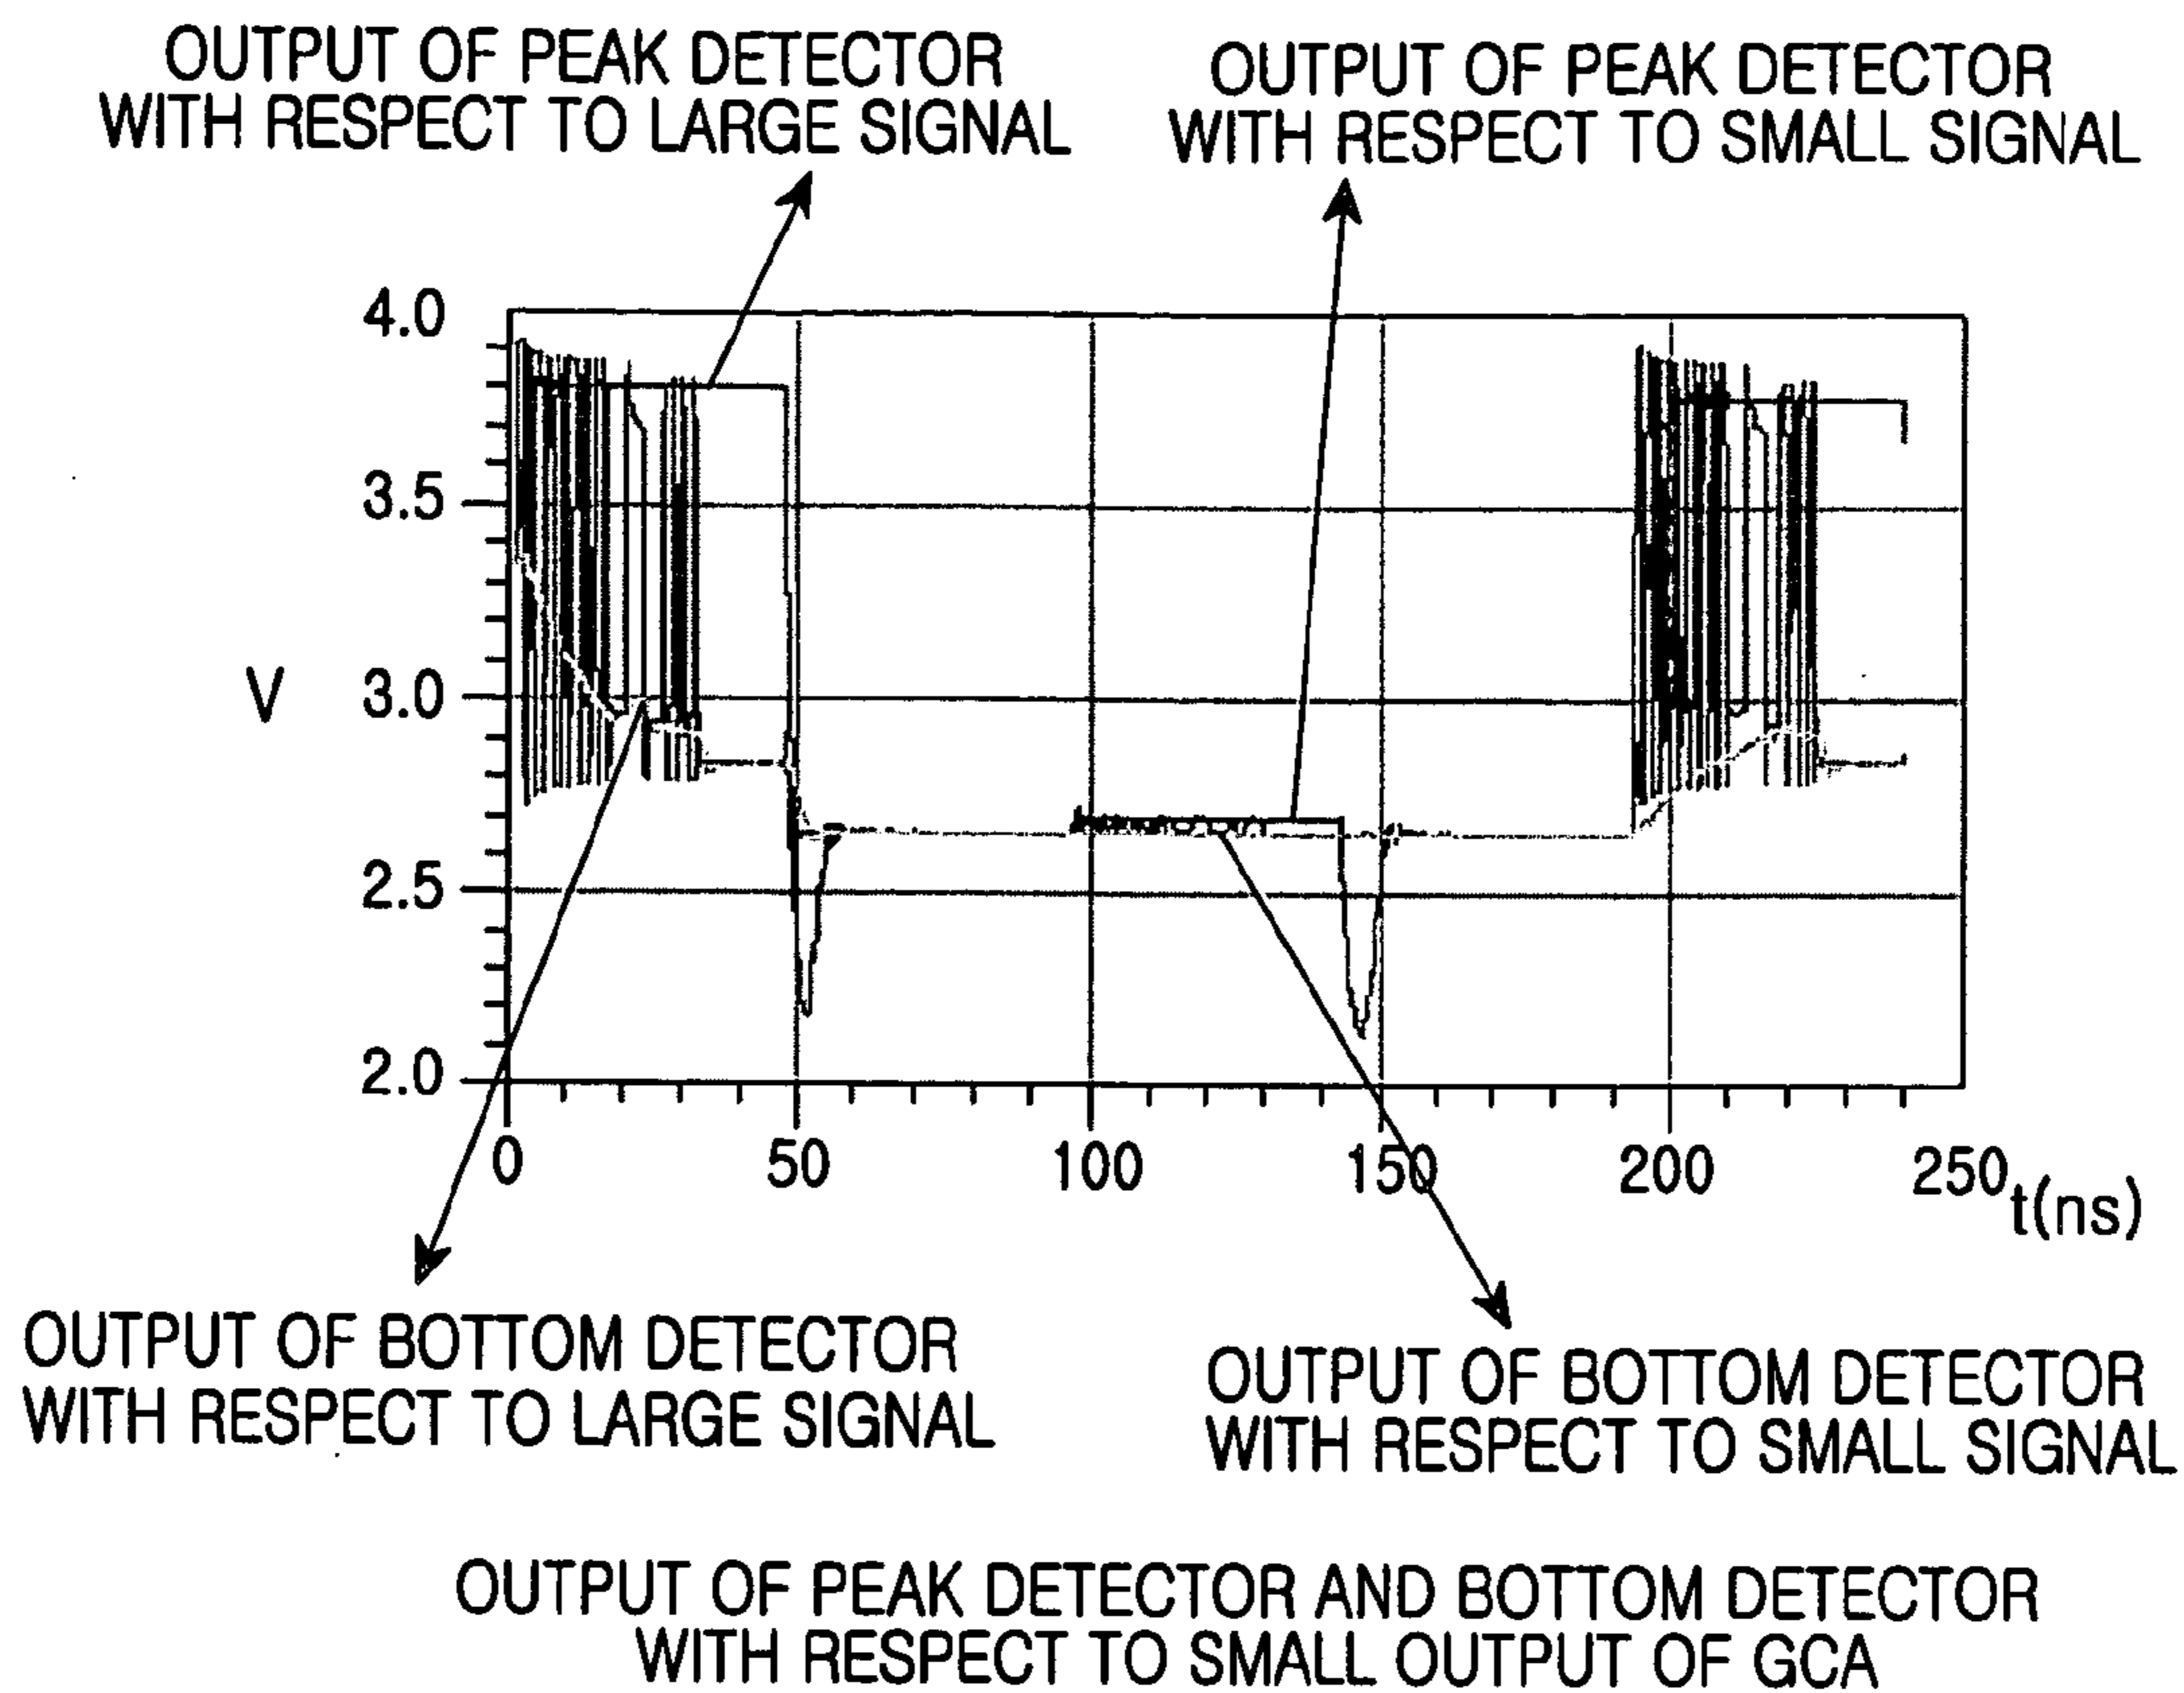 OUTPUT OF PEAK DETECTOR
WITH RESPECT TO LARGE SIGNAL
OUTPUT OF PEAK DETECTOR
WITH RESPECT TO SMALL SIGNAL
4.0
3.5
V
3.0
2.5
2.0
0
50
100
150
200
250
t(ns)
OUTPUT OF BOTTOM DETECTOR
WITH RESPECT TO LARGE SIGNAL
OUTPUT OF BOTTOM DETECTOR
WITH RESPECT TO SMALL SIGNAL
OUTPUT OF PEAK DETECTOR AND BOTTOM DETECTOR
WITH RESPECT TO SMALL OUTPUT OF GCA